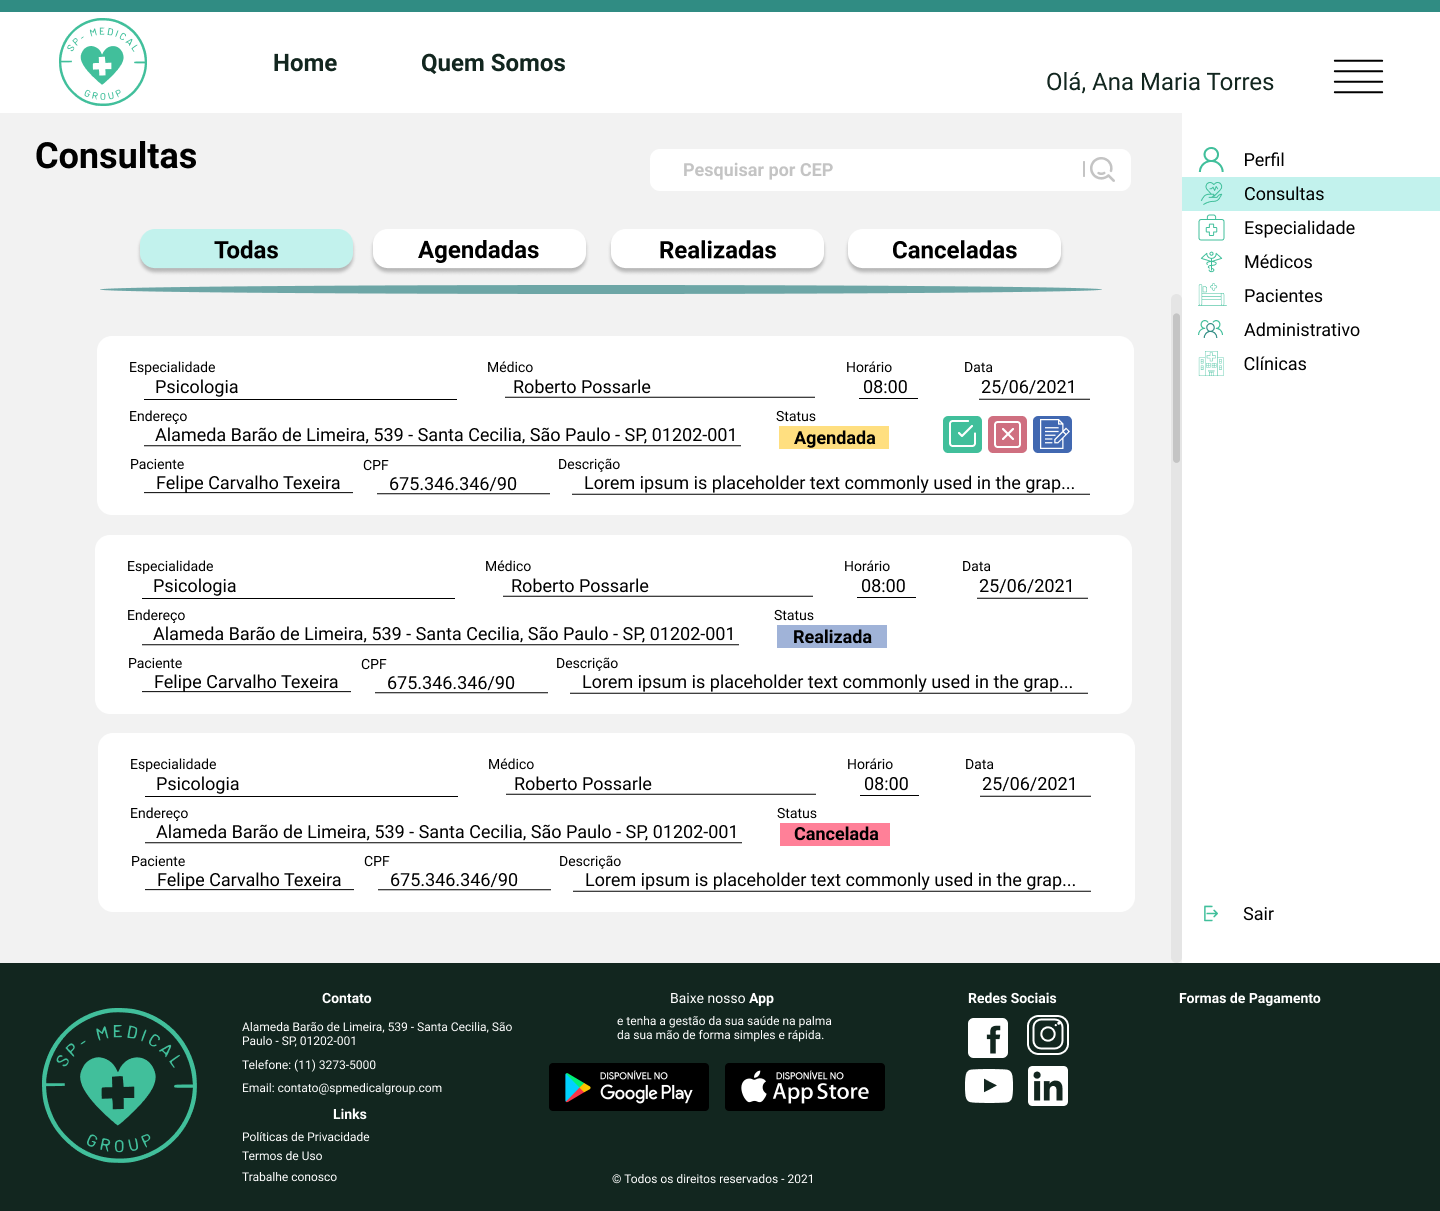 SP- MEDICAL GROUP
Home
Quem Somos
Olá, Ana Maria Torres
Consultas
Pesquisar por CEP
Perfil
Consultas
Especialidade
Médicos
Pacientes
Administrativo
Clínicas
Sair
Todas
Agendadas
Realizadas
Canceladas
Especialidade
Médico
Horário
Data
Psicologia
Roberto Possarle
08:00
25/06/2021
Endereço
Status
Alameda Barão de Limeira, 539 - Santa Cecilia, São Paulo - SP, 01202-001
Agendada
Paciente
CPF
Descrição
Felipe Carvalho Texeira
675.346.346/90
Lorem ipsum is placeholder text commonly used in the grap...
Especialidade
Médico
Horário
Data
Psicologia
Roberto Possarle
08:00
25/06/2021
Endereço
Status
Alameda Barão de Limeira, 539 - Santa Cecilia, São Paulo - SP, 01202-001
Realizada
Paciente
CPF
Descrição
Felipe Carvalho Texeira
675.346.346/90
Lorem ipsum is placeholder text commonly used in the grap...
Especialidade
Médico
Horário
Data
Psicologia
Roberto Possarle
08:00
25/06/2021
Endereço
Status
Alameda Barão de Limeira, 539 - Santa Cecilia, São Paulo - SP, 01202-001
Cancelada
Paciente
CPF
Descrição
Felipe Carvalho Texeira
675.346.346/90
Lorem ipsum is placeholder text commonly used in the grap...
SP- MEDICAL GROUP
Contato
Alameda Barão de Limeira, 539 - Santa Cecilia, São
Paulo - SP, 01202-001
Telefone: (11) 3273-5000
Email: contato@spmedicalgroup.com
Links
Políticas de Privacidade
Termos de Uso
Trabalhe conosco
Baixe nosso App
e tenha a gestão da sua saúde na palma
da sua mão de forma simples e rápida.
DISPONÍVEL NO
Google Play
DISPONÍVEL NO
App Store
© Todos os direitos reservados - 2021
Redes Sociais
Formas de Pagamento